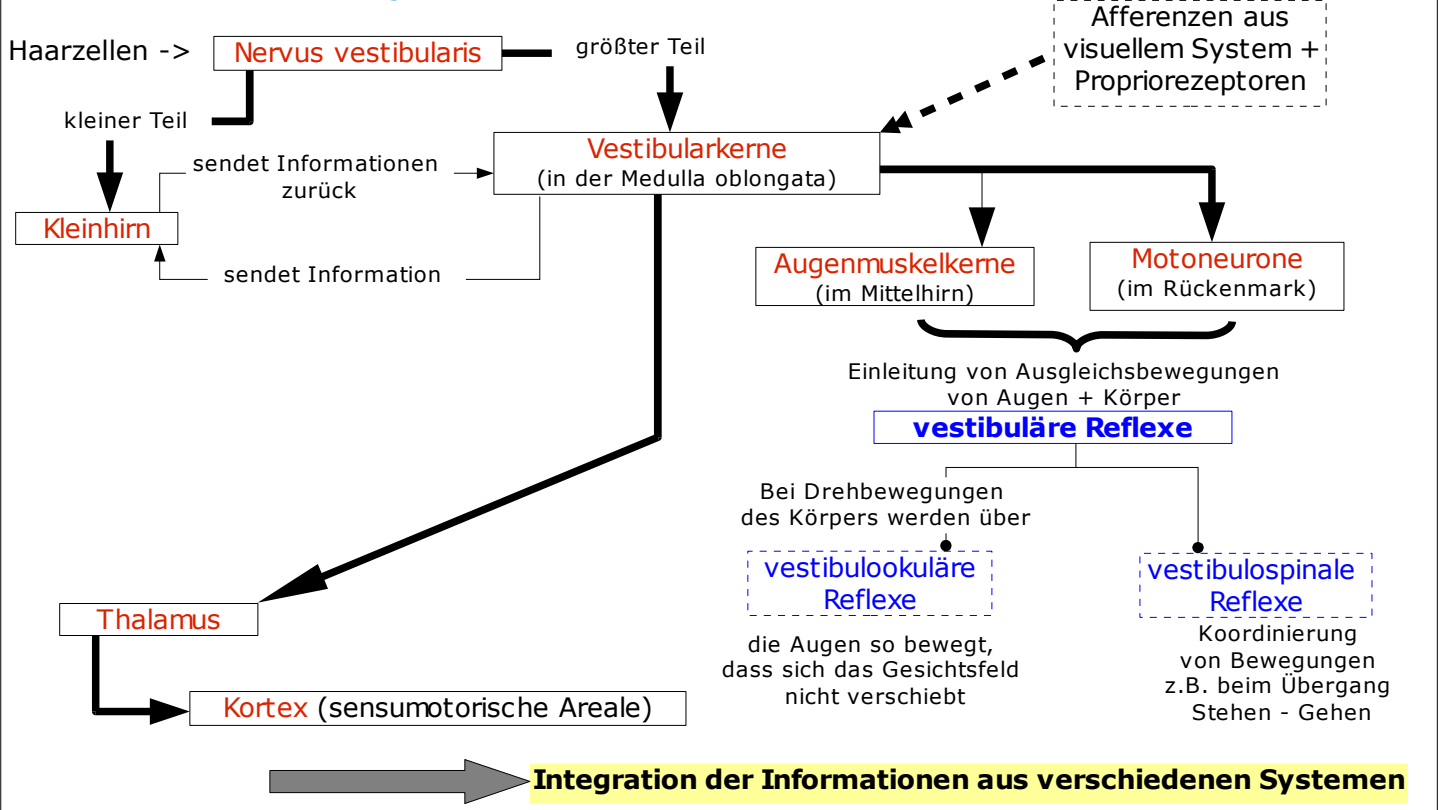 Haarzellen -> Nervus vestibularis
größter Teil
Afferenzen aus
visuellem System +
Propriorezeptoren
kleiner Teil
Vestibularkerne
(in der Medulla oblongata)
sendet Informationen
zurück
Kleinhirn
sendet Information
Augenmuskelkerne
(im Mittelhirn)
Motoneurone
(im Rückenmark)
Einleitung von Ausgleichsbewegungen
von Augen + Körper
vestibuläre Reflexe
Bei Drehbewegungen
des Körpers werden über
vestibulookuläre
Reflexe
die Augen so bewegt,
dass sich das Gesichtsfeld
nicht verschiebt
vestibulospinale
Reflexe
Koordinierung
von Bewegungen
z.B. beim Übergang
Stehen - Gehen
Thalamus
Kortex (sensumotorische Areale)
Integration der Informationen aus verschiedenen Systemen